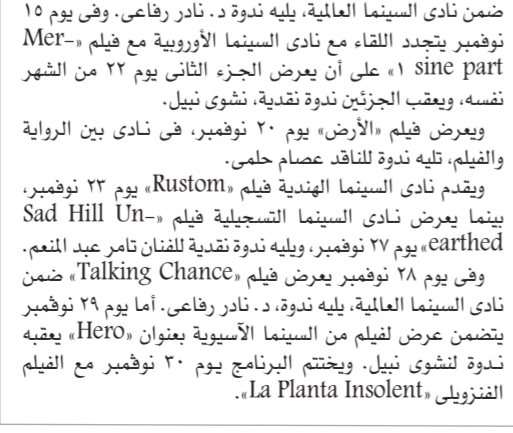 ضمن نادى السينما العالمية، يليه ندوة د. نادر رفاعى. وفى يوم ١٥
نوفمبر يتجدد اللقاء مع نادى السينما الأوروبية مع فيلم «Mer-
sine part ١» على أن يعرض الجزء الثانى يوم ٢٢ من الشهر
نفسه، ويعقب الجزئين ندوة نقدية، نشوى نبيل.
ويعرض فيلم «الأرض» يوم ٢٠ نوفمبر، فى نادى بين الرواية
والفيلم، تليه ندوة للناقد عصام حلمى.
ويقدم نادى السينما الهندية فيلم «Rustom» يوم ٢٣ نوفمبر،
بينما يعرض نادى السينما التسجيلية فيلم «Sad Hill Un-
earthed» يوم ٢٧ نوفمبر، ويليه ندوة نقدية للفنان تامر عبد المنعم.
وفى يوم ٢٨ نوفمبر يعرض فيلم «Talking Chance» ضمن
نادى السينما العالمية، يليه ندوة، د. نادر رفاعى. أما يوم ٢٩ نوڤمبر
يتضمن عرض لفيلم من السينما الآسيوية بعنوان «Hero» يعقبه
ندوة لنشوى نبيل. ويختتم البرنامج يوم ٣٠ نوڤمبر مع الفيلم
الفنزويلى «La Planta Insolent».